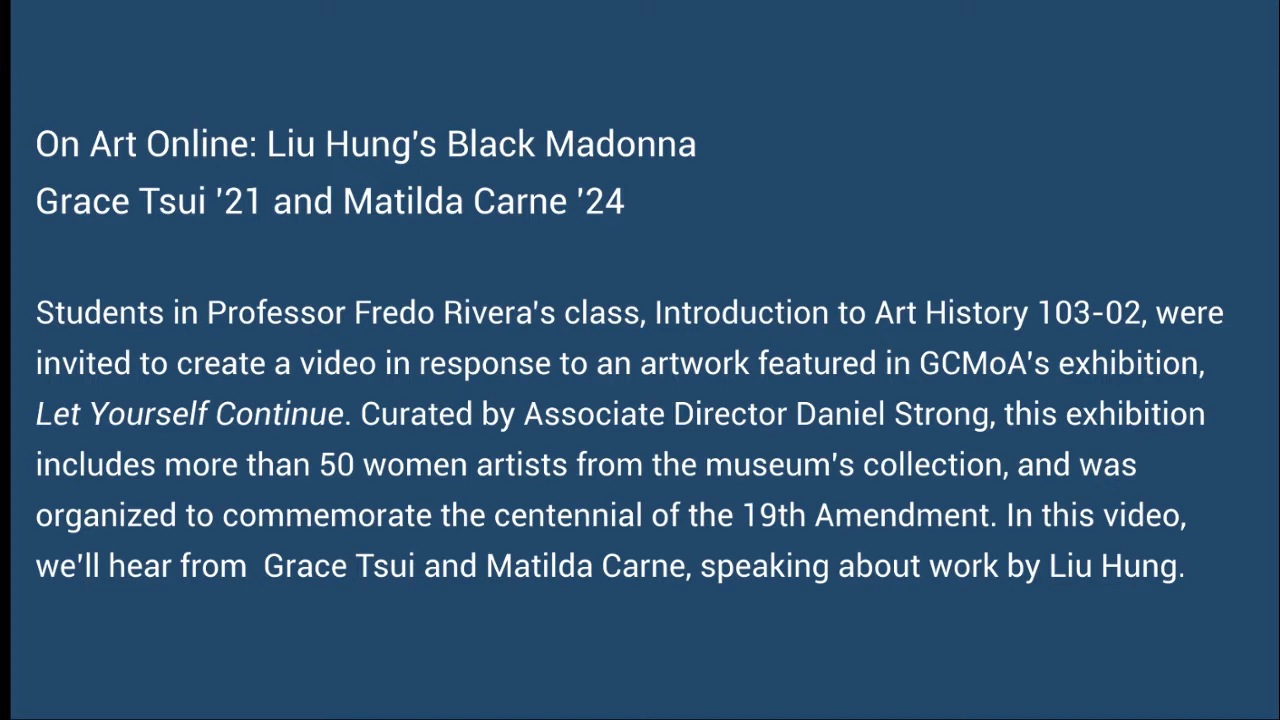 On Art Online: Liu Hung's Black Madonna
Grace Tsui '21 and Matilda Carne '24
Students in Professor Fredo Rivera's class, Introduction to Art History 103-02, were
invited to create a video in response to an artwork featured in GCMoA's exhibition,
Let Yourself Continue. Curated by Associate Director Daniel Strong, this exhibition
includes more than 50 women artists from the museum's collection, and was
organized to commemorate the centennial of the 19th Amendment. In this video,
we'll hear from  Grace Tsui and Matilda Carne, speaking about work by Liu Hung.